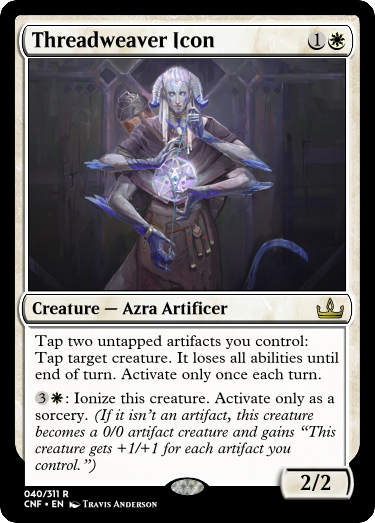 Threadweaver Icon 1
Creature — Azra Artificer
Tap two untapped artifacts you control:
Tap target creature. It loses all abilities until
end of turn. Activate only once each turn.
3: Ionize this creature. Activate only as a
sorcery. (If it isn't an artifact, this creature
becomes a 0/0 artifact creature and gains “This
creature gets +1/+1 for each artifact you
control.”)
2/2
040/311 R
CNF • EN Travis Anderson